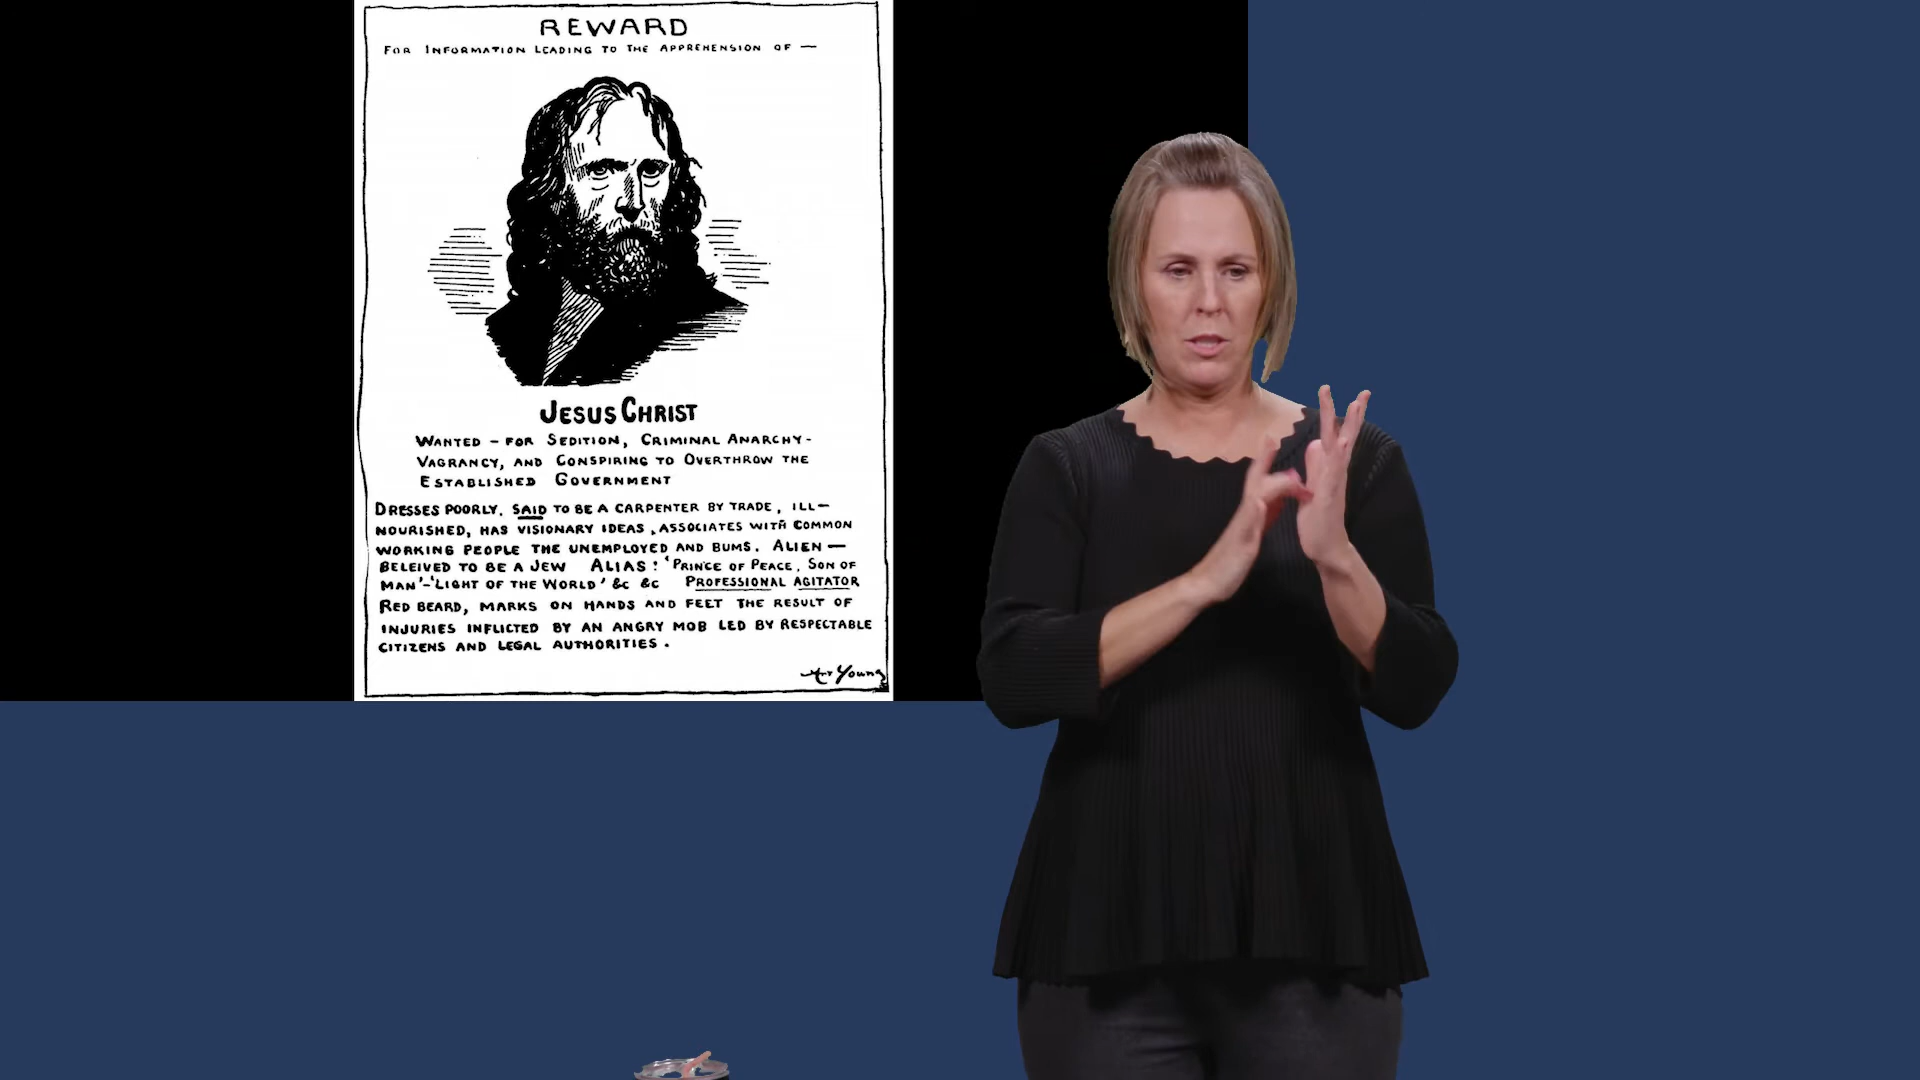 REWARD
FOR INFORMATION LEADING TO THE APPREHENSION OF —
JESUS CHRIST
WANTED - FOR SEDITION, CRIMINAL ANARCHY-
VAGRANCY, AND CONSPIRING TO OVERTHROW THE
ESTABLISHED GOVERNMENT
DRESSES POORLY. SAID TO BE A CARPENTER BY TRADE, ILL-
NOURISHED, HAS VISIONARY IDEAS, ASSOCIATES WITH COMMON
WORKING PEOPLE THE UNEMPLOYED AND BUMS. ALIEN —
BELEIVED TO BE A JEW ALIAS: 'PRINCE OF PEACE, SON OF
MAN'-'LIGHT OF THE WORLD' &C &C PROFESSIONAL AGITATOR
RED BEARD, MARKS ON HANDS AND FEET THE RESULT OF
INJURIES INFLICTED BY AN ANGRY MOB LED BY RESPECTABLE
CITIZENS AND LEGAL AUTHORITIES.
Art Young